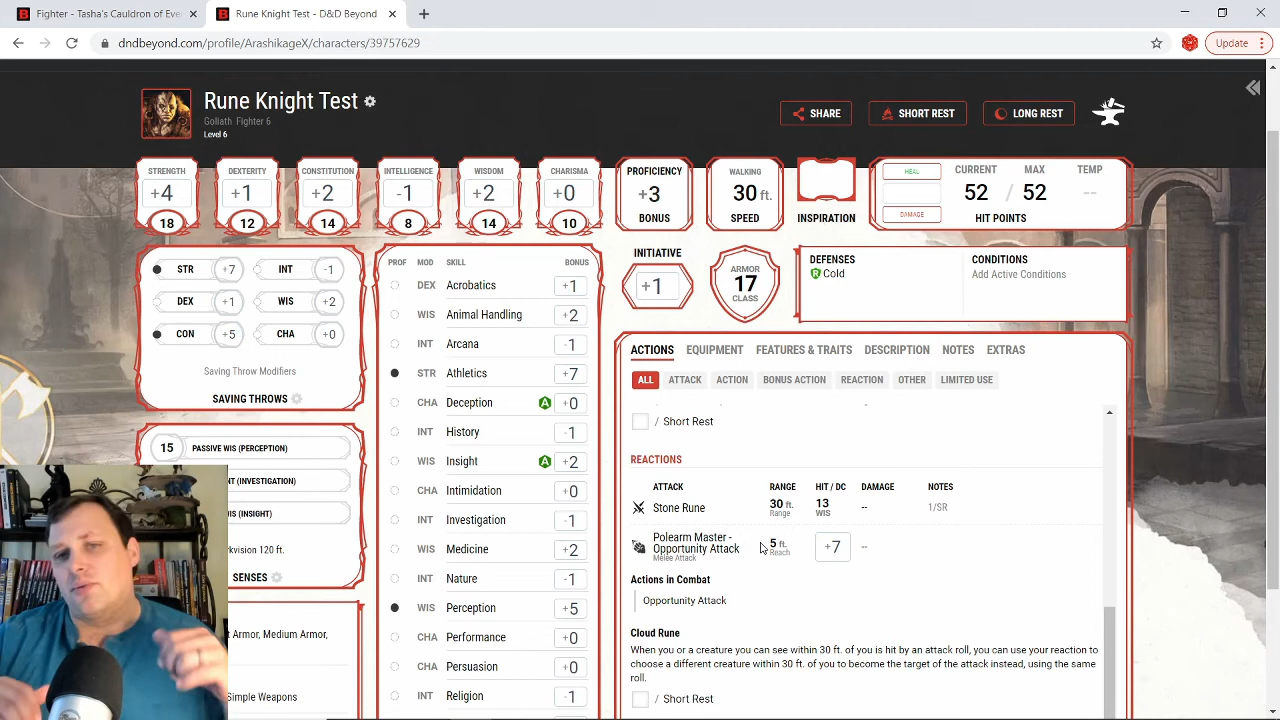 Fighter - Tasha's Cauldron of Ever
Rune Knight Test - D&D Beyond
dndbeyond.com/profile/ArashikageX/characters/39757629
Update
Rune Knight Test
Goliath Fighter 6
Level 6
SHARE
SHORT REST
LONG REST
STRENGTH
+4
18
DEXTERITY
+1
12
CONSTITUTION
+2
14
INTELLIGENCE
-1
8
WISDOM
+2
14
CHARISMA
+0
10
PROFICIENCY
+3
BONUS
WALKING
30 ft.
SPEED
INSPIRATION
HEAL
DAMAGE
CURRENT
MAX
TEMP
52 / 52 --
HIT POINTS
STR +7
INT -1
DEX +1
WIS +2
CON +5
CHA +0
Saving Throw Modifiers
SAVING THROWS
15 PASSIVE WIS (PERCEPTION)
NT (INVESTIGATION)
IS (INSIGHT)
kvision 120 ft.
SENSES
t Armor, Medium Armor,
Simple Weapons
PROF MOD SKILL BONUS
DEX Acrobatics +1
WIS Animal Handling +2
INT Arcana -1
STR Athletics +7
CHA Deception A +0
INT History -1
WIS Insight A +2
CHA Intimidation +0
INT Investigation -1
WIS Medicine +2
INT Nature -1
WIS Perception +5
CHA Performance +0
CHA Persuasion +0
INT Religion -1
INITIATIVE
+1
ARMOR
17
CLASS
DEFENSES
R Cold
CONDITIONS
Add Active Conditions
ACTIONS EQUIPMENT FEATURES & TRAITS DESCRIPTION NOTES EXTRAS
ALL ATTACK ACTION BONUS ACTION REACTION OTHER LIMITED USE
/ Short Rest
REACTIONS
ATTACK RANGE HIT / DC DAMAGE NOTES
Stone Rune 30 ft. Range 13 WIS -- 1/SR
Polearm Master -
Opportunity Attack
Melee Attack
5 ft.
Reach
+7
--
Actions in Combat
Opportunity Attack
Cloud Rune
When you or a creature you can see within 30 ft. of you is hit by an attack roll, you can use your reaction to
choose a different creature within 30 ft. of you to become the target of the attack instead, using the same
roll.
/ Short Rest